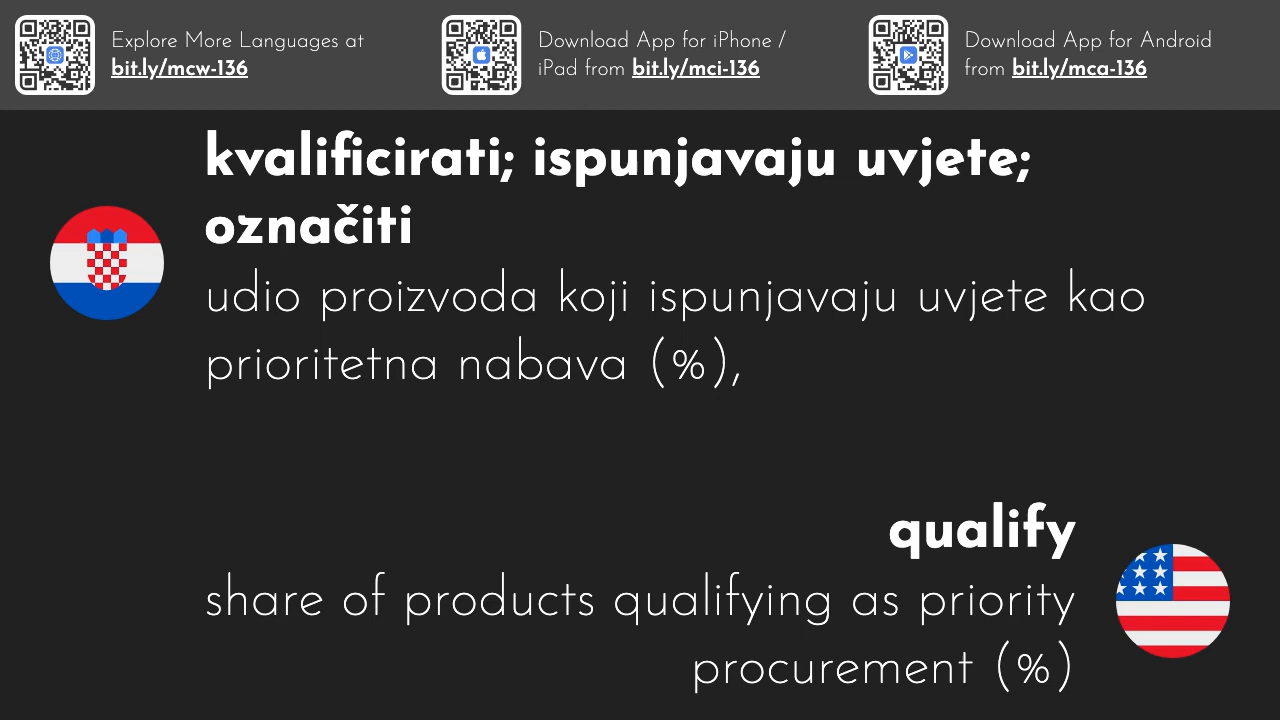 Explore More Languages at
bit.ly/mcw-136
Download App for iPhone /
iPad from bit.ly/mci-136
Download App for Android
from bit.ly/mca-136
kvalificirati; ispunjavaju uvjete;
označiti
udio proizvoda koji ispunjavaju uvjete kao
prioritetna nabava (%),
qualify
share of products qualifying as priority
procurement (%)